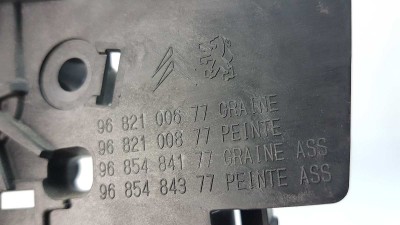 96 821 006 77 GRAINE
96 821 008 77 PEINTE
96 854 841 77 GRAINE ASS
96 854 843 77 PEINTE ASS